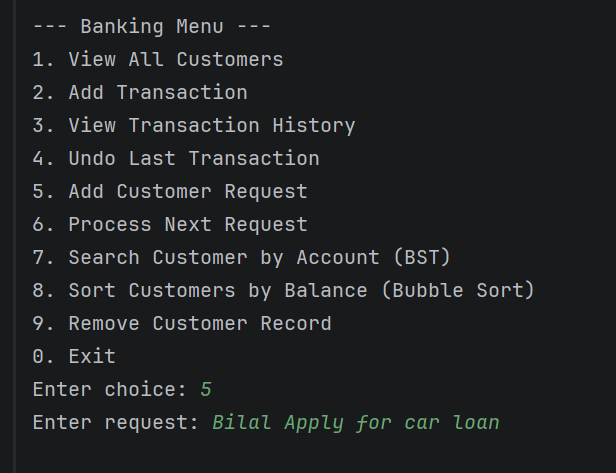 --- Banking Menu ---
1. View All Customers
2. Add Transaction
3. View Transaction History
4. Undo Last Transaction
5. Add Customer Request
6. Process Next Request
7. Search Customer by Account (BST)
8. Sort Customers by Balance (Bubble Sort)
9. Remove Customer Record
0. Exit
Enter choice: 5
Enter request: Bilal Apply for car loan